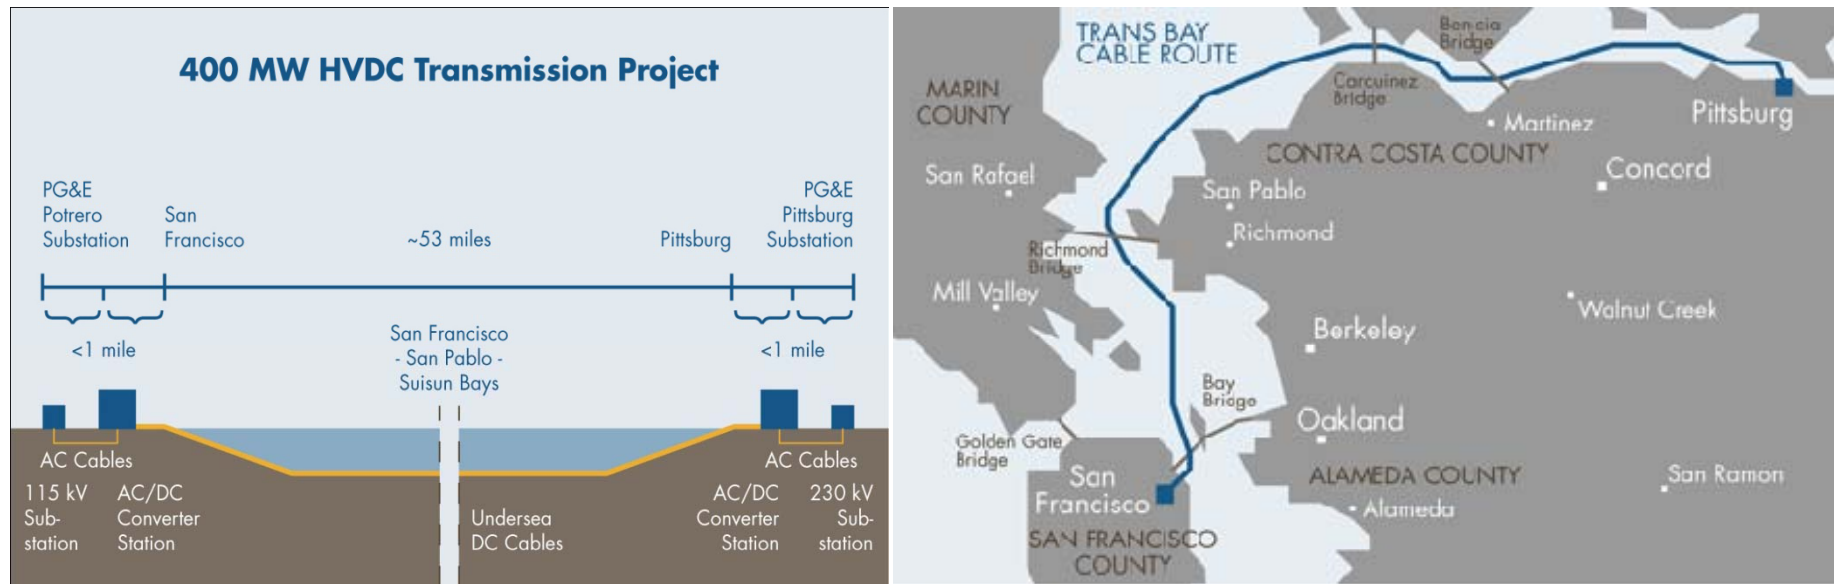 400 MW HVDC Transmission Project
PG&E
Potrero
Substation
San
Francisco
~53 miles
Pittsburg
PG&E
Pittsburg
Substation
<1 mile
San Francisco
- San Pablo -
Suisun Bays
<1 mile
AC Cables
115 kV
Sub-
station
AC/DC
Converter
Station
Undersea
DC Cables
AC Cables
AC/DC
Converter
Station
230 kV
Sub-
station
TRANS BAY
CABLE ROUTE
Benicia
Bridge
MARIN
COUNTY
Carquinez
Bridge
Pittsburg
Martinez
CONTRA COSTA COUNTY
Concord
San Rafael
San Pablo
Richmond
Richmond
Bridge
Mill Valley
Walnut Creek
Berkeley
Bay
Bridge
Oakland
Golden Gate
Bridge
San
Francisco
ALAMEDA COUNTY
San Ramon
Alameda
SAN FRANCISCO
COUNTY